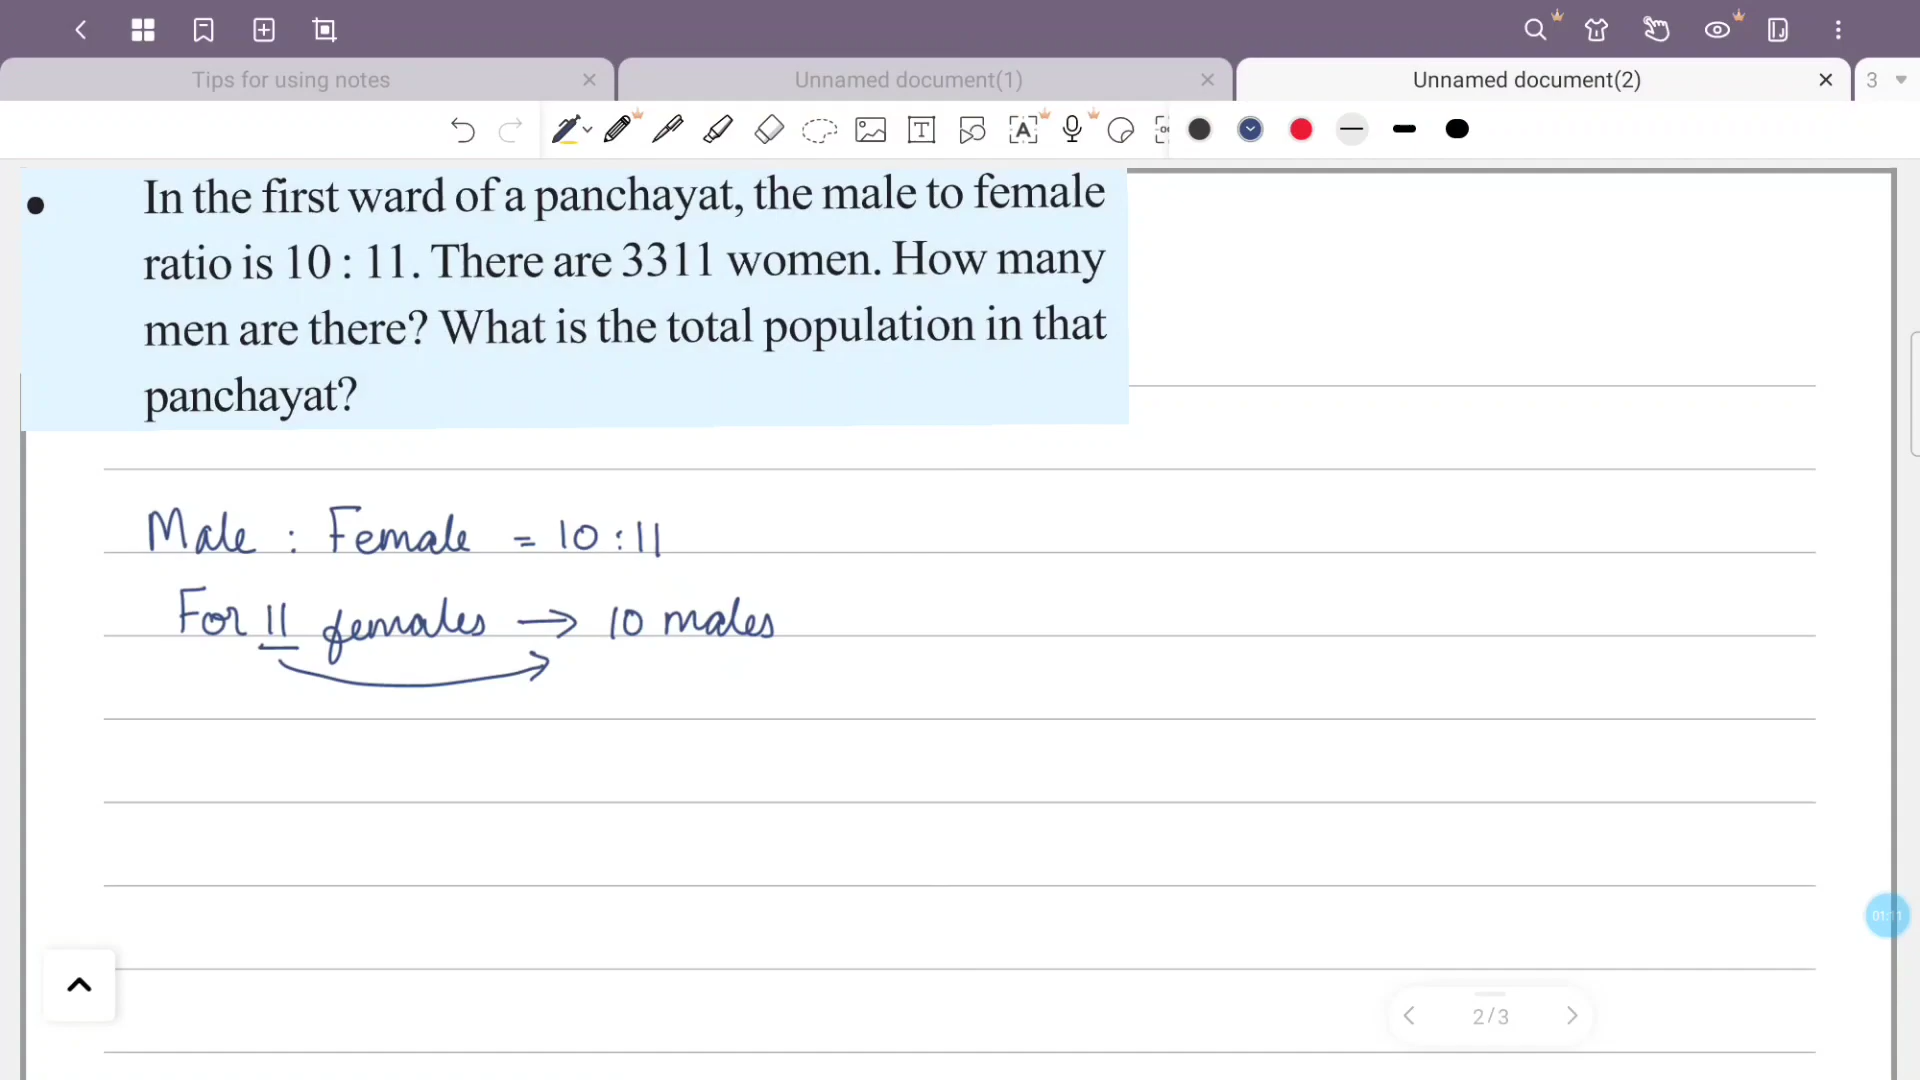 Tips for using notes
Unnamed document(1)
Unnamed document(2)
3
In the first ward of a panchayat, the male to female
ratio is 10 : 11. There are 3311 women. How many
men are there? What is the total population in that
panchayat?
Male : Female = 10 : 11
For 11 females → 10 males
01:11
2/3